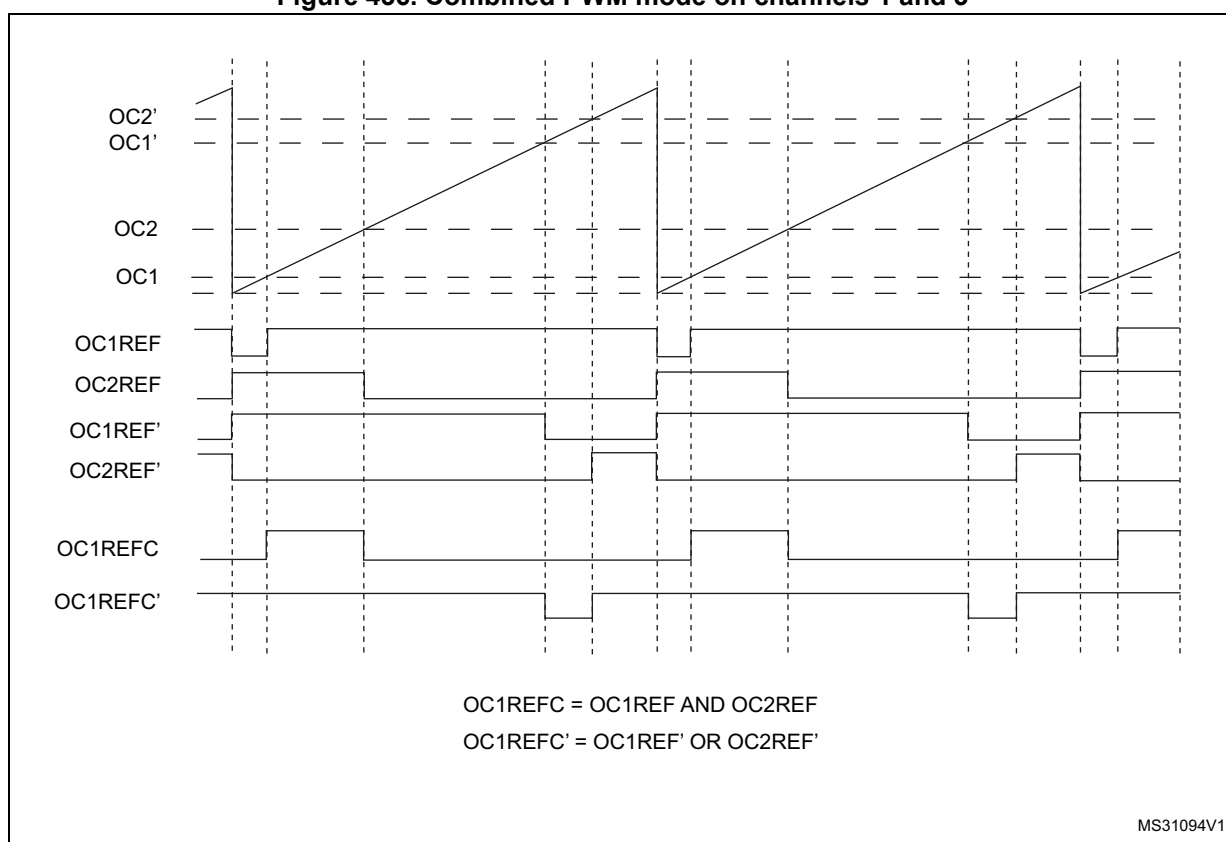 OC2’
OC1’
OC2
OC1
OC1REF
OC2REF
OC1REF’
OC2REF’
OC1REFC
OC1REFC’
OC1REFC = OC1REF AND OC2REF
OC1REFC’ = OC1REF’ OR OC2REF’
MS31094V1